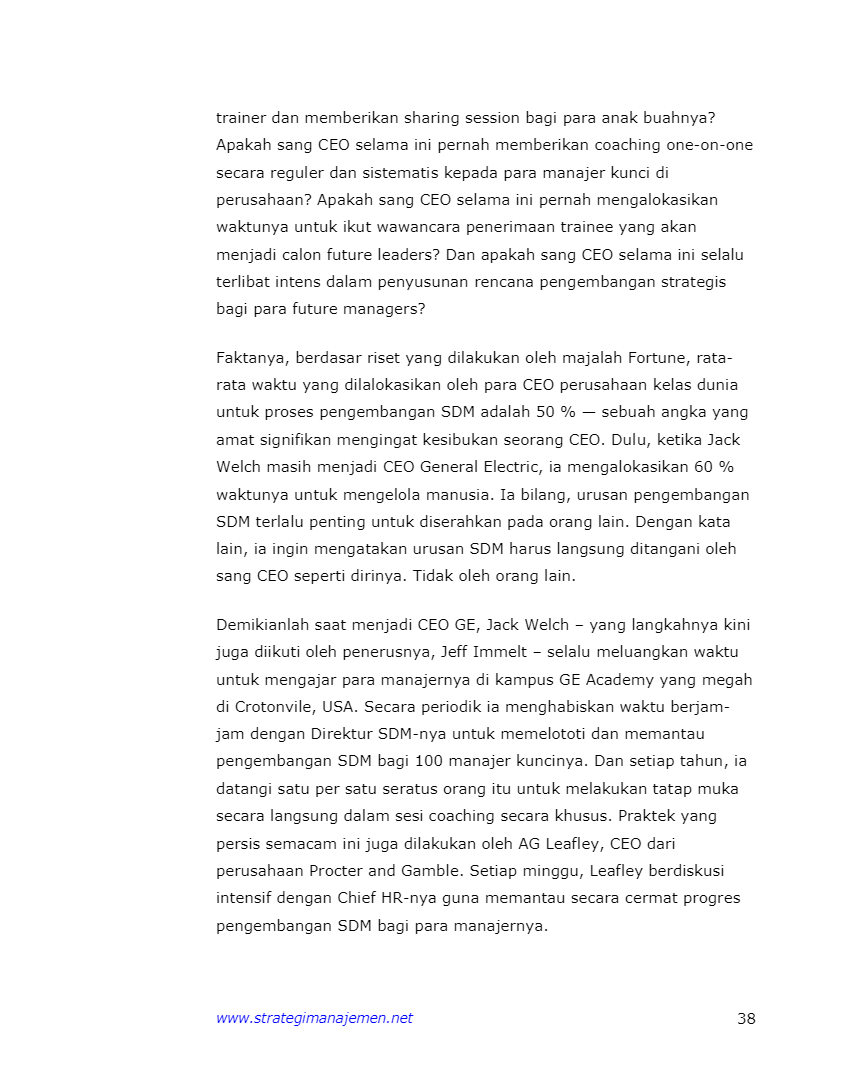 trainer dan memberikan sharing session bagi para anak buahnya?
Apakah sang CEO selama ini pernah memberikan coaching one-on-one
secara reguler dan sistematis kepada para manajer kunci di
perusahaan? Apakah sang CEO selama ini pernah mengalokasikan
waktunya untuk ikut wawancara penerimaan trainee yang akan
menjadi calon future leaders? Dan apakah sang CEO selama ini selalu
terlibat intens dalam penyusunan rencana pengembangan strategis
bagi para future managers?
Faktanya, berdasar riset yang dilakukan oleh majalah Fortune, rata-
rata waktu yang dilalokasikan oleh para CEO perusahaan kelas dunia
untuk proses pengembangan SDM adalah 50 % — sebuah angka yang
amat signifikan mengingat kesibukan seorang CEO. Dulu, ketika Jack
Welch masih menjadi CEO General Electric, ia mengalokasikan 60 %
waktunya untuk mengelola manusia. Ia bilang, urusan pengembangan
SDM terlalu penting untuk diserahkan pada orang lain. Dengan kata
lain, ia ingin mengatakan urusan SDM harus langsung ditangani oleh
sang CEO seperti dirinya. Tidak oleh orang lain.
Demikianlah saat menjadi CEO GE, Jack Welch – yang langkahnya kini
juga diikuti oleh penerusnya, Jeff Immelt – selalu meluangkan waktu
untuk mengajar para manajernya di kampus GE Academy yang megah
di Crotonvile, USA. Secara periodik ia menghabiskan waktu berjam-
jam dengan Direktur SDM-nya untuk memelototi dan memantau
pengembangan SDM bagi 100 manajer kuncinya. Dan setiap tahun, ia
datangi satu per satu seratus orang itu untuk melakukan tatap muka
secara langsung dalam sesi coaching secara khusus. Praktek yang
persis semacam ini juga dilakukan oleh AG Leafley, CEO dari
perusahaan Procter and Gamble. Setiap minggu, Leafley berdiskusi
intensif dengan Chief HR-nya guna memantau secara cermat progres
pengembangan SDM bagi para manajernya.
www.strategimanajemen.net 38